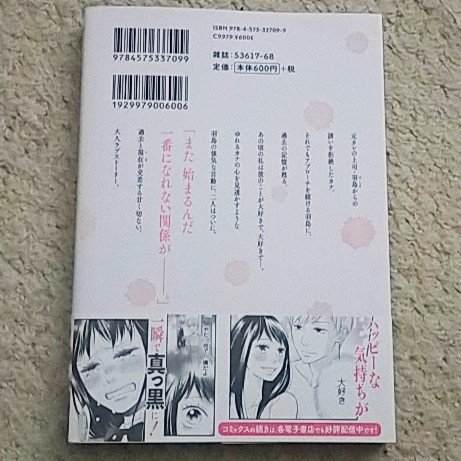 ISBN 978-4-575-33709-9
C9979 ¥600E
9784575337099
雑誌:53617-68
定価:本体600円+税
1929979006006
元カレの上司、羽島からの
誘いを拒絶したカナ。
それでもアプローチを続ける羽島に、
過去の記憶が甦る。
あの頃の私は彼のことが大好きで、大好きで…。
ゆれるカナの心を見透かすような
羽島の強気な言動に、二人はついに。
「また 始まるんだ
一番になれない関係が――。」
過去と現在が交差する甘く切ない、
大人ラブストーリー。
ハッピーな
気持ちが
大好き
一瞬で真っ黒に!
コミックスの続きは、各電子書店でも好評配信中です!